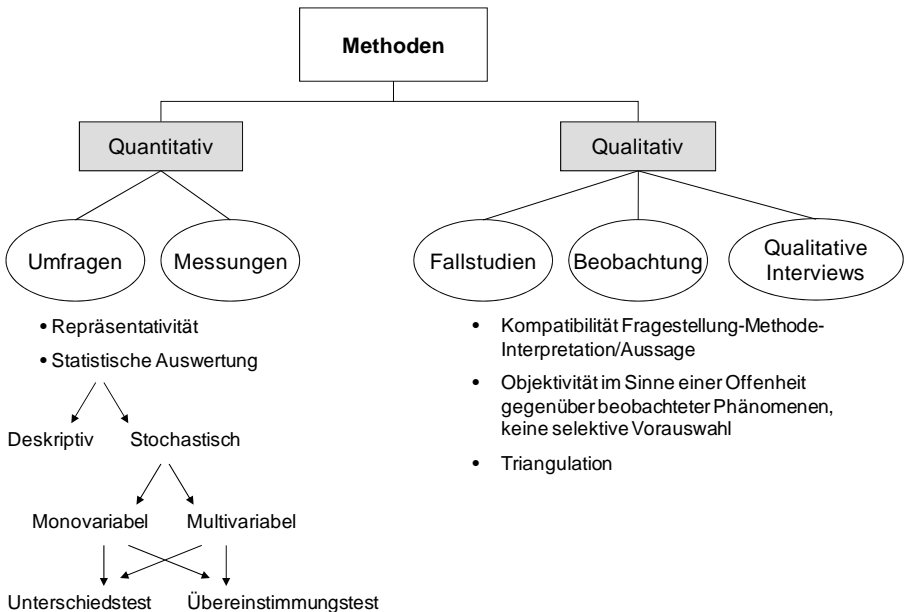 Methoden
Quantitativ
Qualitativ
Umfragen
Messungen
Fallstudien
Beobachtung
Qualitative
Interviews
• Repräsentativität
• Statistische Auswertung
Deskriptiv
Stochastisch
Monovariabel
Multivariabel
Unterschiedstest
Übereinstimmungstest
• Kompatibilität Fragestellung-Methode-
Interpretation/Aussage
• Objektivität im Sinne einer Offenheit
gegenüber beobachteter Phänomenen,
keine selektive Vorauswahl
• Triangulation